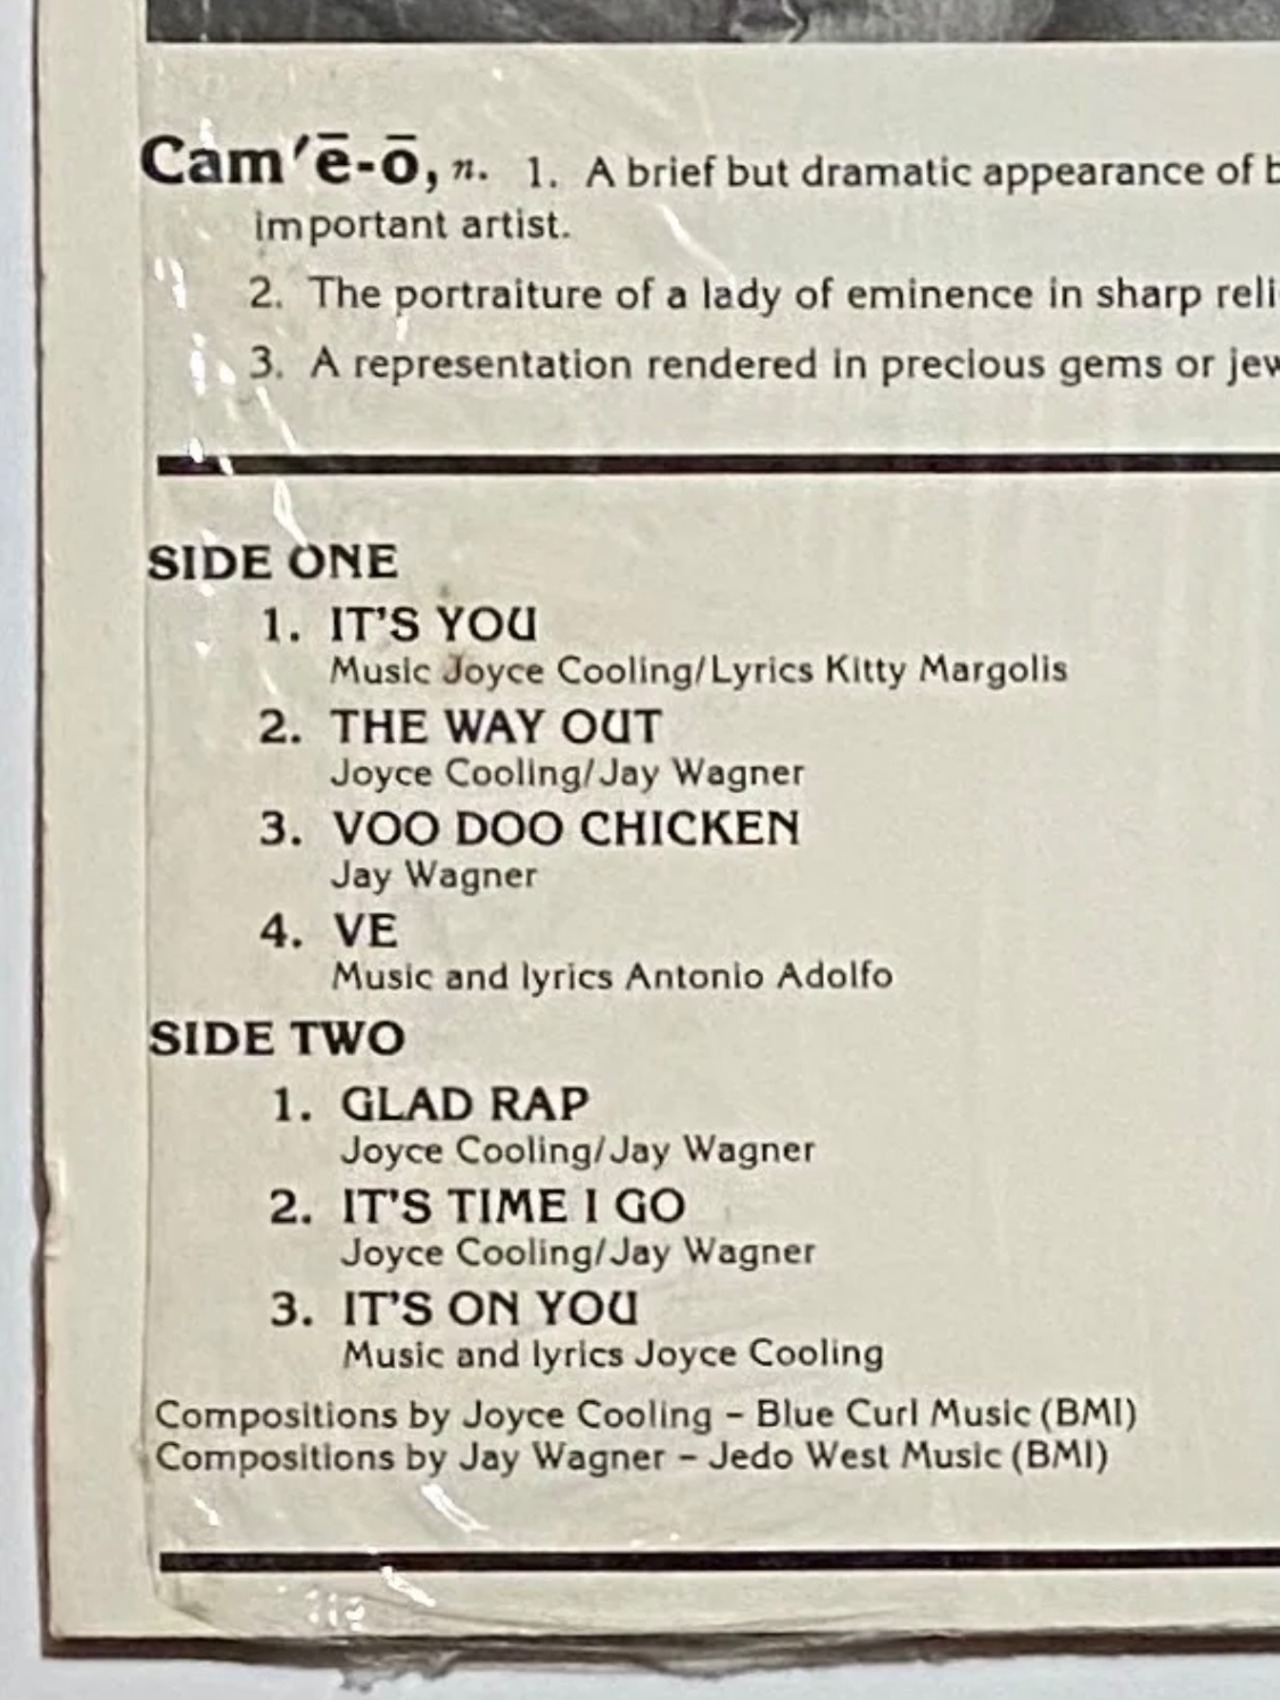 Cam′ē-ō, n. 1. A brief but dramatic appearance of
important artist.
2. The portraiture of a lady of eminence in sharp
3. A representation rendered in precious gems or
SIDE ONE
1. IT'S YOU
Music Joyce Cooling/Lyrics Kitty Margolis
2. THE WAY OUT
Joyce Cooling/Jay Wagner
3. VOO DOO CHICKEN
Jay Wagner
4. VE
Music and lyrics Antonio Adolfo
SIDE TWO
1. GLAD RAP
Joyce Cooling/Jay Wagner
2. IT'S TIME I GO
Joyce Cooling/Jay Wagner
3. IT'S ON YOU
Music and lyrics Joyce Cooling
Compositions by Joyce Cooling – Blue Curl Music (BMI)
Compositions by Jay Wagner – Jedo West Music (BMI)